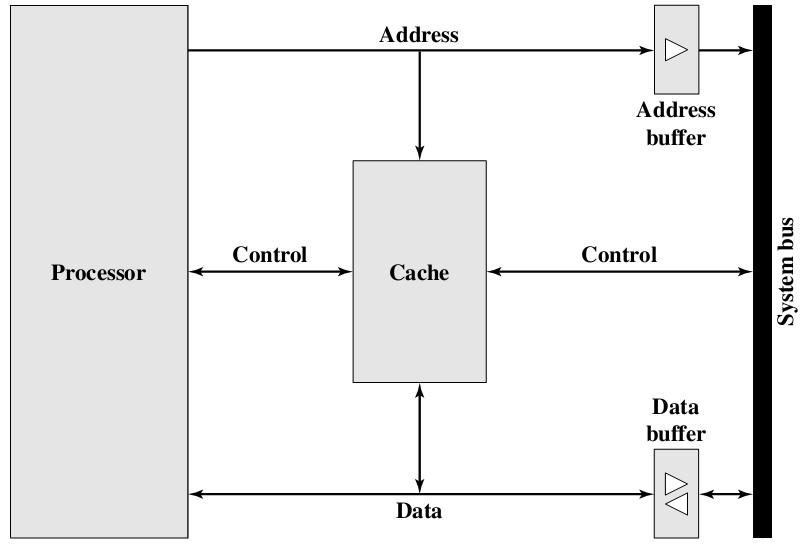 Address
Address
buffer
Processor
Control
Cache
Control
System bus
Data
buffer
Data